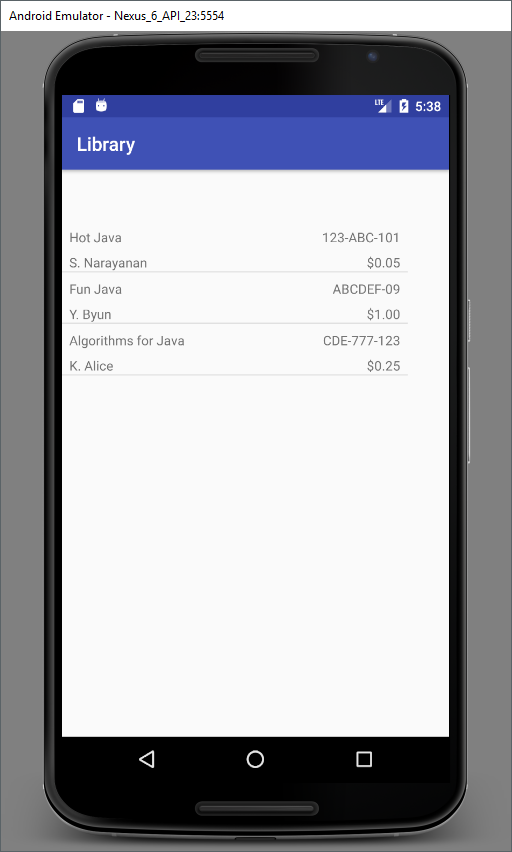 Android Emulator - Nexus_6_API_23:5554
LTE 5:38
Library
Hot Java 123-ABC-101
S. Narayanan $0.05
Fun Java ABCDEF-09
Y. Byun $1.00
Algorithms for Java CDE-777-123
K. Alice $0.25